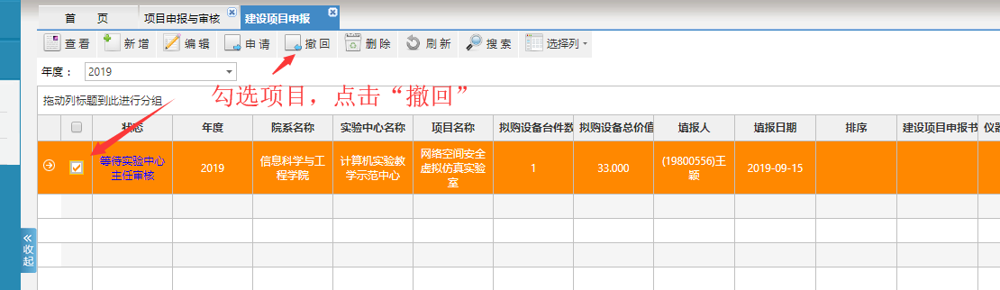 首 页 项目申报与审核 建设项目申报
查看 新增 编辑 申请 撤回 删除 刷新 搜索 选择列
年度： 2019
勾选项目，点击“撤回”
拖动列标题到此进行分组
状态 年度 院系名称 实验中心名称 项目名称 拟购设备台件数 拟购设备总价值 填报人 填报日期 排序 建设项目申报书 仪器
等待实验中心
主任审核
2019
信息科学与工
程学院
计算机实验教
学示范中心
网络空间安全
虚拟仿真实验
室
1
33.000
(19800556)王
颖
2019-09-15
收
起